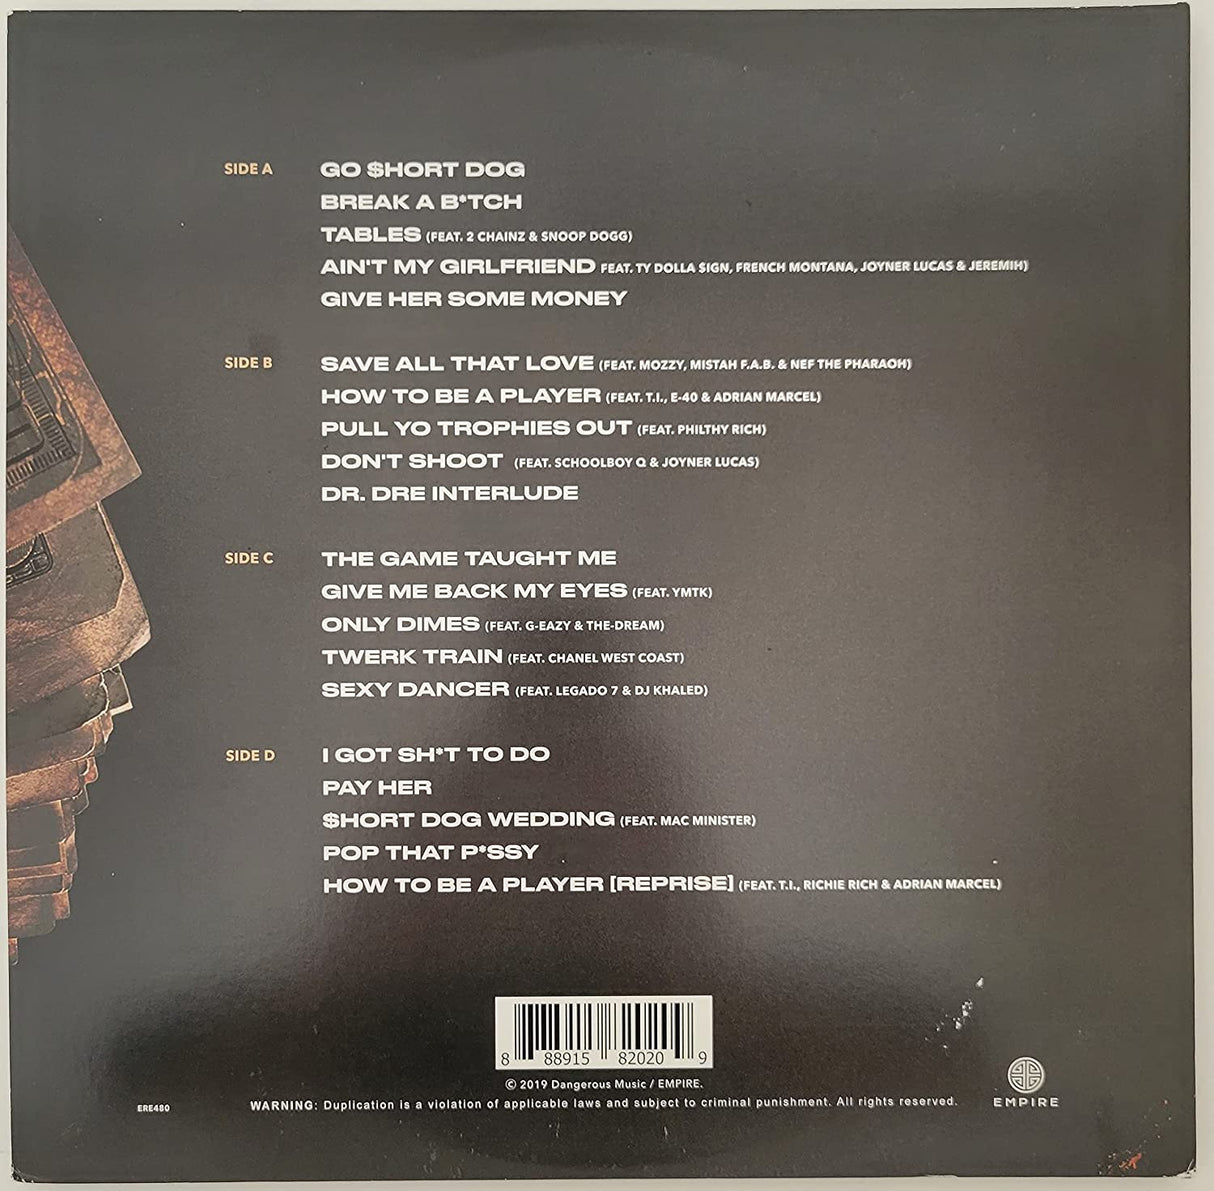 SIDE A GO $HORT DOG
BREAK A B*TCH
TABLES (FEAT. 2 CHAINZ & SNOOP DOGG)
AIN'T MY GIRLFRIEND FEAT. TY DOLLA $IGN, FRENCH MONTANA, JOYNER LUCAS & JEREMIH)
GIVE HER SOME MONEY
SIDE B SAVE ALL THAT LOVE (FEAT. MOZZY, MISTAH F.A.B. & NEF THE PHARAOH)
HOW TO BE A PLAYER (FEAT. T.I., E-40 & ADRIAN MARCEL)
PULL YO TROPHIES OUT (FEAT. PHILTHY RICH)
DON'T SHOOT (FEAT. SCHOOLBOY Q & JOYNER LUCAS)
DR. DRE INTERLUDE
SIDE C THE GAME TAUGHT ME
GIVE ME BACK MY EYES (FEAT. YMTK)
ONLY DIMES (FEAT. G-EAZY & THE-DREAM)
TWERK TRAIN (FEAT. CHANEL WEST COAST)
SEXY DANCER (FEAT. LEGADO 7 & DJ KHALED)
SIDE D I GOT SH*T TO DO
PAY HER
$HORT DOG WEDDING (FEAT. MAC MINISTER)
POP THAT P*SSY
HOW TO BE A PLAYER [REPRISE] (FEAT. T.I., RICHIE RICH & ADRIAN MARCEL)
8 88915 82020 9
© 2019 Dangerous Music / EMPIRE.
ERE480 WARNING: Duplication is a violation of applicable laws and subject to criminal punishment. All rights reserved. EMPIRE